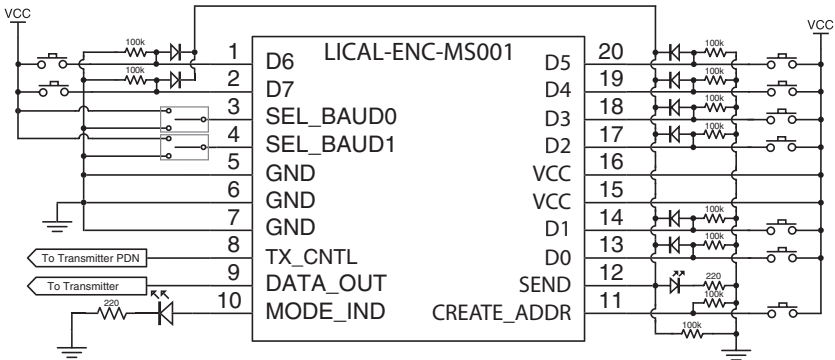 VCC
VCC
LICAL-ENC-MS001
100k
100k
1 D6
2 D7
3 SEL_BAUD0
4 SEL_BAUD1
5 GND
6 GND
7 GND
8 TX_CNTL
9 DATA_OUT
10 MODE_IND
To Transmitter PDN
To Transmitter
220
20 D5
19 D4
18 D3
17 D2
16 VCC
15 VCC
14 D1
13 D0
12 SEND
11 CREATE_ADDR
100k
100k
100k
100k
100k
100k
220
100k
100k